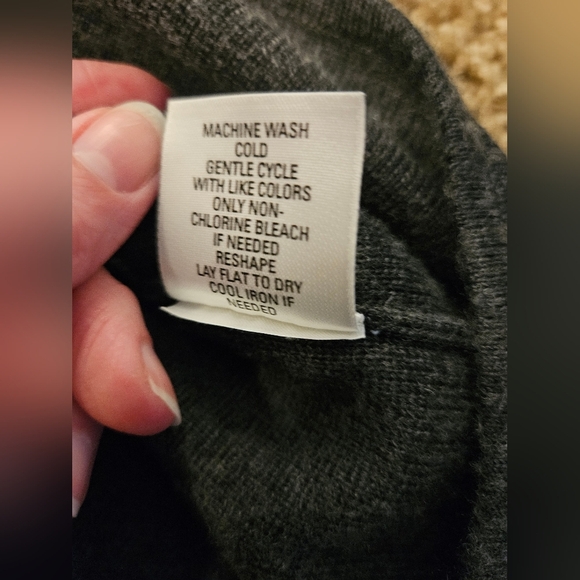 MACHINE WASH
COLD
GENTLE CYCLE
WITH LIKE COLORS
ONLY NON-
CHLORINE BLEACH
IF NEEDED
RESHAPE
LAY FLAT TO DRY
COOL IRON IF
NEEDED